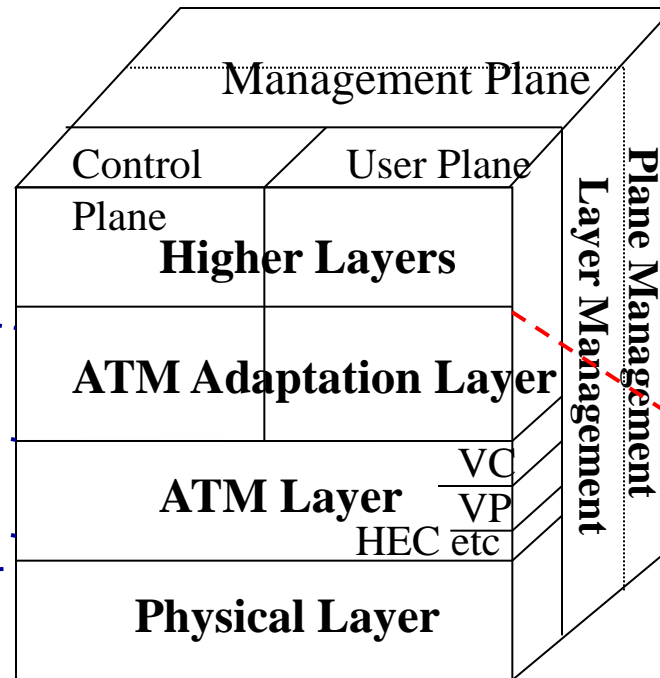 Management Plane
Control
Plane
User Plane
Higher Layers
ATM Adaptation Layer
ATM Layer
VC
VP
HEC etc
Physical Layer
Layer Management
Plane Management